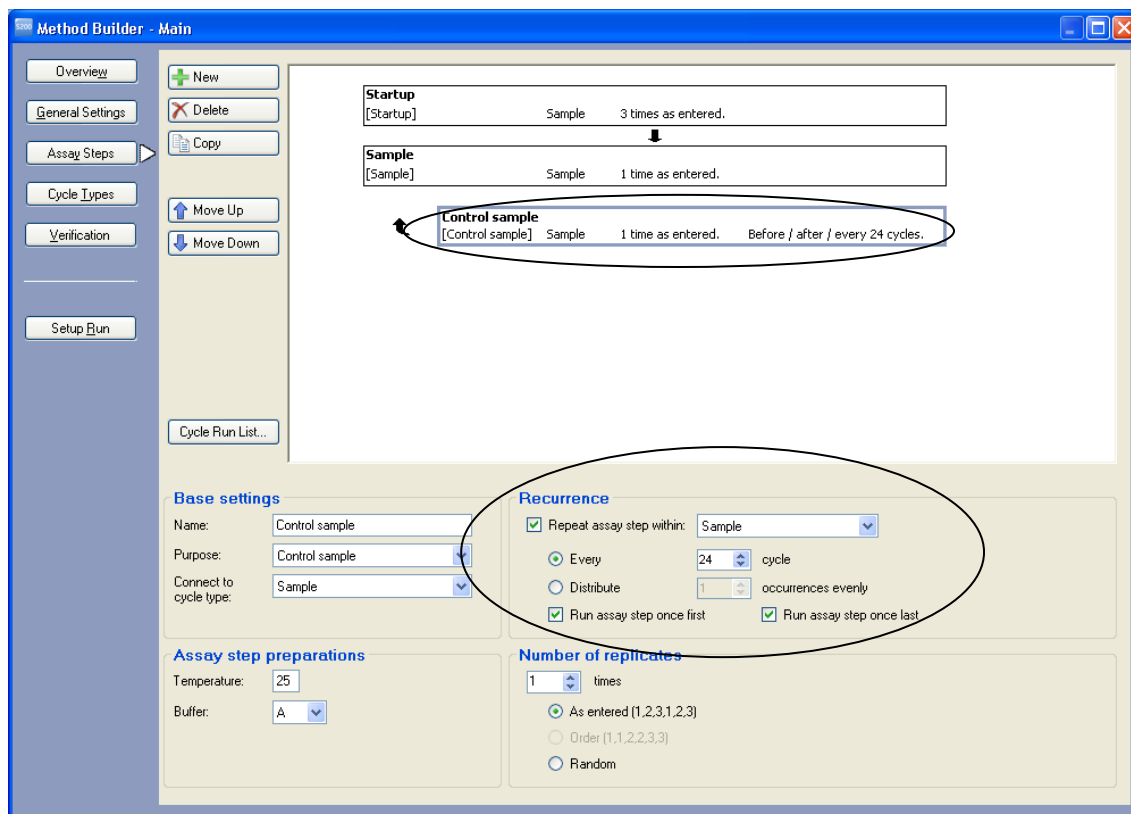 S200 Method Builder - Main
Overview
General Settings
Assay Steps
Cycle Types
Verification
Setup Run
New
Delete
Copy
Move Up
Move Down
Cycle Run List...
Startup
[Startup] Sample 3 times as entered.
Sample
[Sample] Sample 1 time as entered.
Control sample
[Control sample] Sample 1 time as entered. Before / after / every 24 cycles.
Base settings
Name: Control sample
Purpose: Control sample
Connect to
cycle type: Sample
Recurrence
Repeat assay step within: Sample
Every 24 cycle
Distribute 1 occurrences evenly
Run assay step once first Run assay step once last
Assay step preparations
Temperature: 25
Buffer: A
Number of replicates
1 times
As entered (1,2,3,1,2,3)
Order (1,1,2,2,3,3)
Random